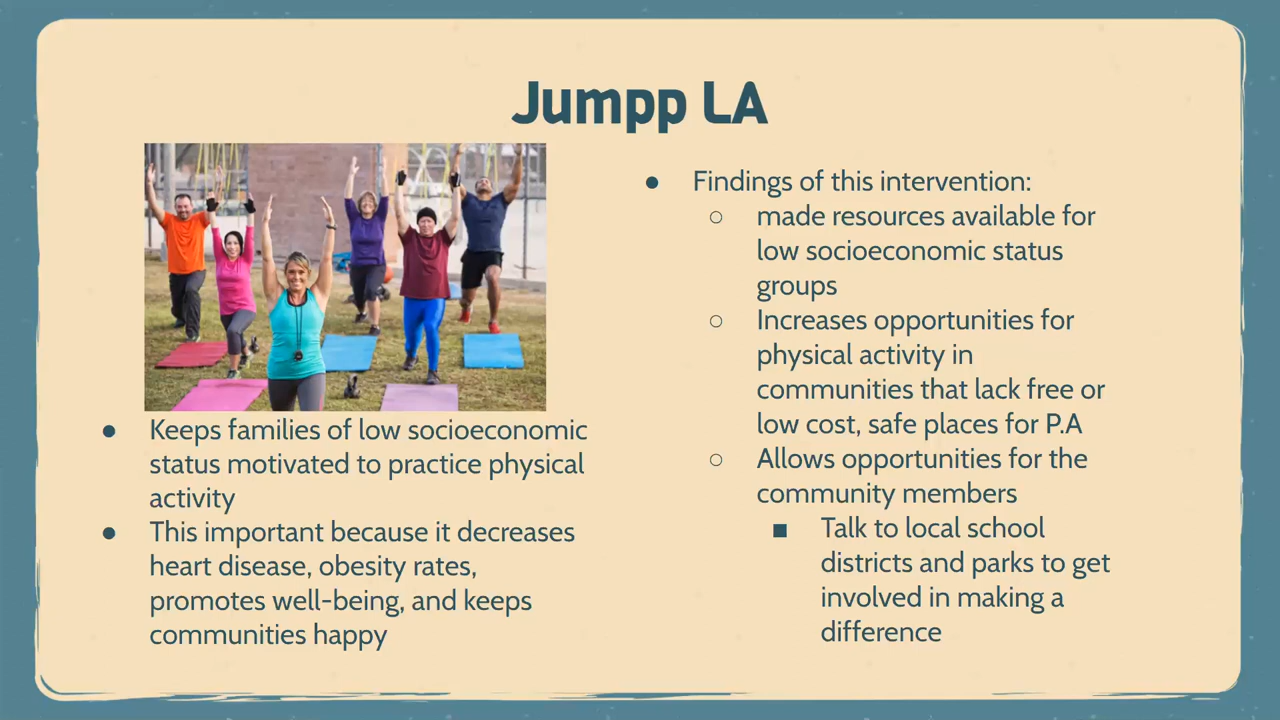 Jumpp LA
Keeps families of low socioeconomic
status motivated to practice physical
activity
This important because it decreases
heart disease, obesity rates,
promotes well-being, and keeps
communities happy
Findings of this intervention:
made resources available for
low socioeconomic status
groups
Increases opportunities for
physical activity in
communities that lack free or
low cost, safe places for P.A
Allows opportunities for the
community members
Talk to local school
districts and parks to get
involved in making a
difference